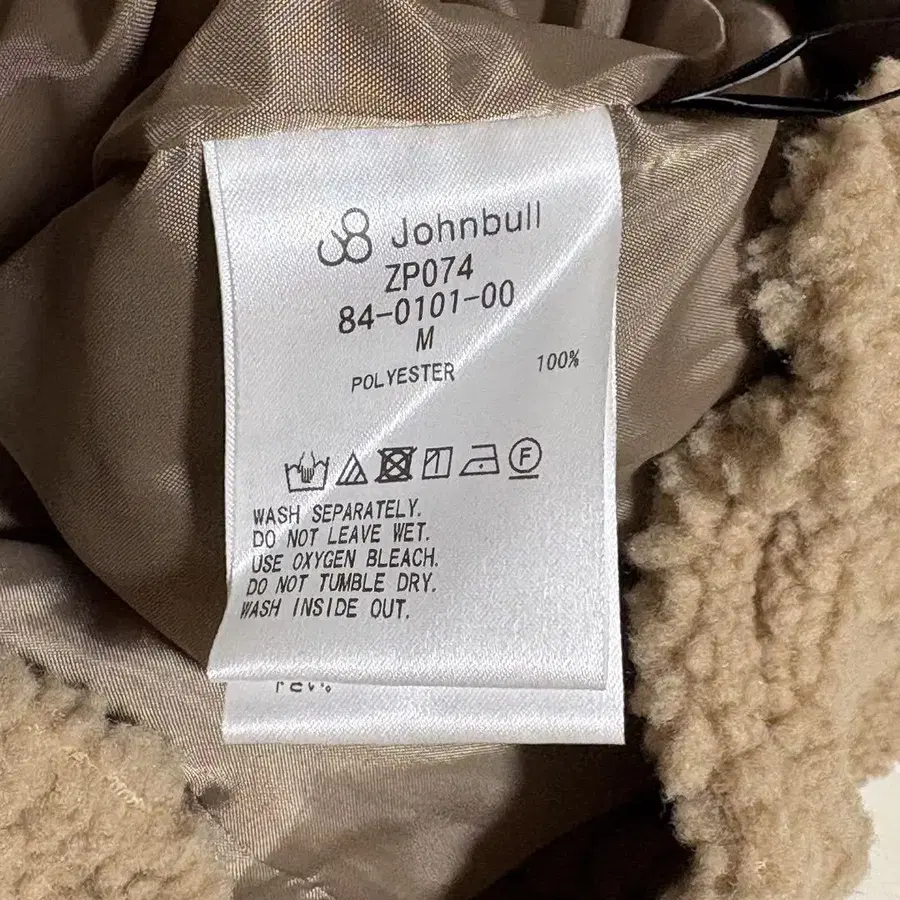 Johnbull
ZP074
84-0101-00
M
POLYESTER 100%
F
WASH SEPARATELY.
DO NOT LEAVE WET.
USE OXYGEN BLEACH.
DO NOT TUMBLE DRY.
WASH INSIDE OUT.